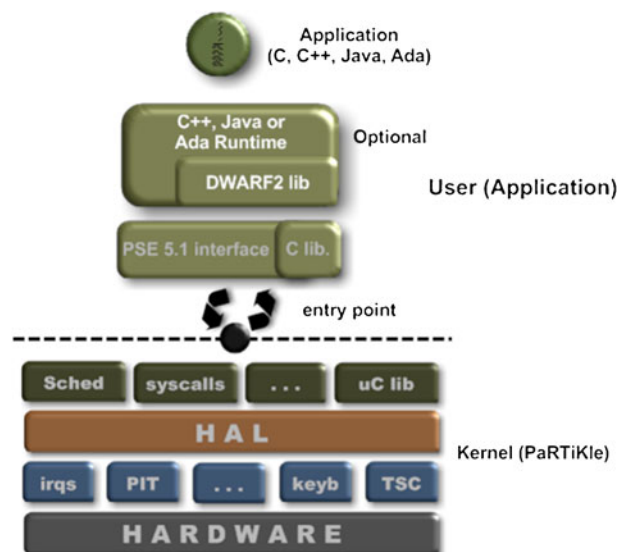 Application
(C, C++, Java, Ada)
C++, Java or
Ada Runtime
Optional
DWARF2 lib
User (Application)
PSE 5.1 interface
C lib.
entry point
Sched
syscalls
. . .
uC lib
HAL
Kernel (PaRTiKle)
irqs
PIT
. . .
keyb
TSC
HARDWARE